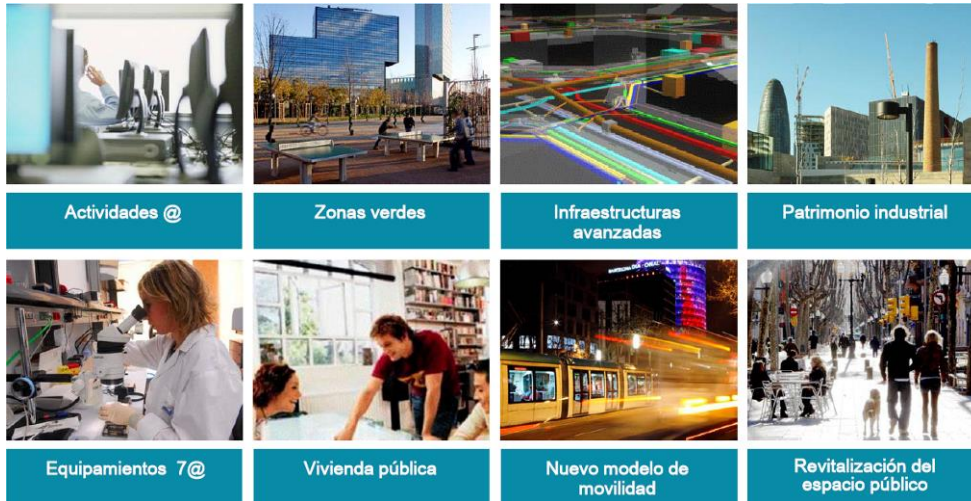 Actividades @
Zonas verdes
Infraestructuras
avanzadas
Patrimonio industrial
Equipamientos 7@
Vivienda pública
Nuevo modelo de
movilidad
Revitalización del
espacio público